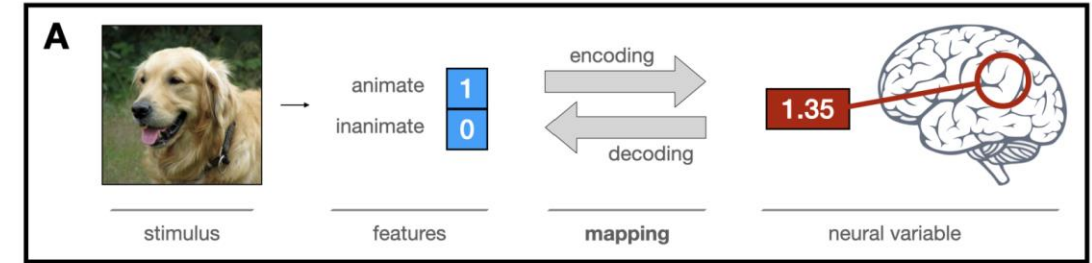 A
animate 1
inanimate 0
encoding
decoding
1.35
stimulus
features
mapping
neural variable